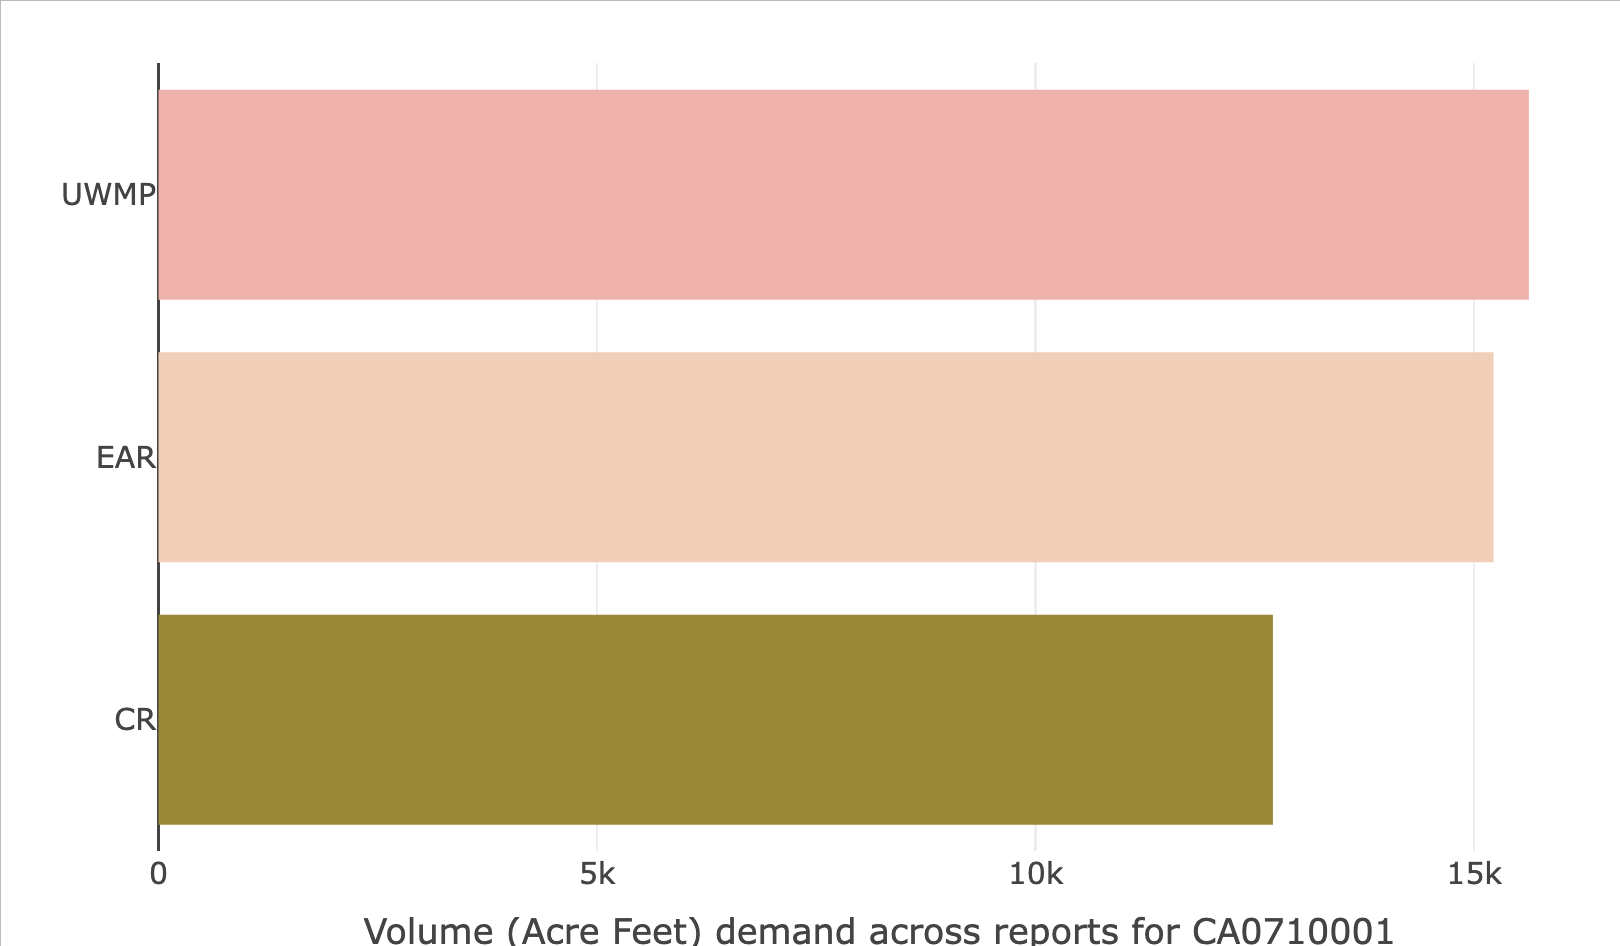 UWMP
EAR
CR
0 5k 10k 15k
Volume (Acre Feet) demand across reports for CA0710001